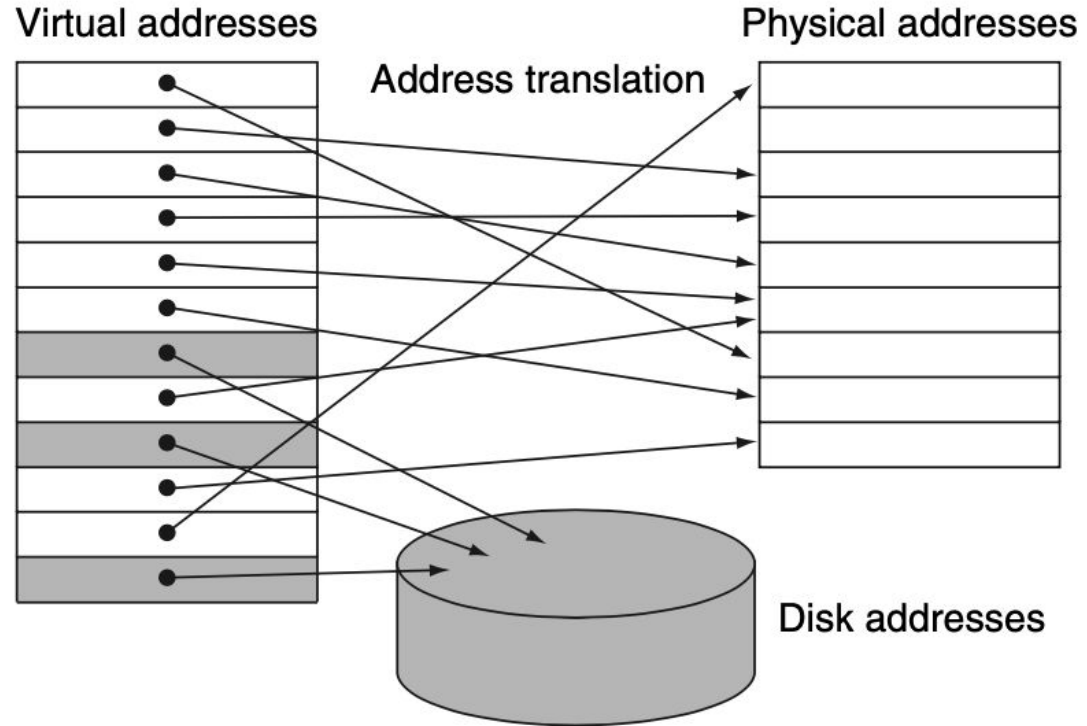 Virtual addresses
Physical addresses
Address translation
Disk addresses